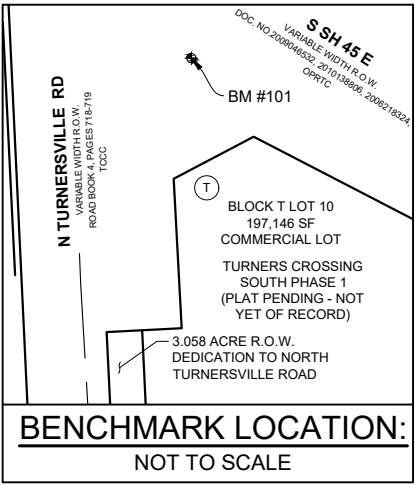 S SH 45 E
VARIABLE WIDTH R.O.W.
DOC. NO.2009046532, 2010138806, 2006218324,
OPRTC
BM #101
N TURNERSVILLE RD
VARIABLE WIDTH R.O.W.
ROAD BOOK 4, PAGES 718-719
TCCC
T
BLOCK T LOT 10
197,146 SF
COMMERCIAL LOT
TURNERS CROSSING
SOUTH PHASE 1
(PLAT PENDING - NOT
YET OF RECORD)
3.058 ACRE R.O.W.
DEDICATION TO NORTH
TURNERSVILLE ROAD
BENCHMARK LOCATION:
NOT TO SCALE